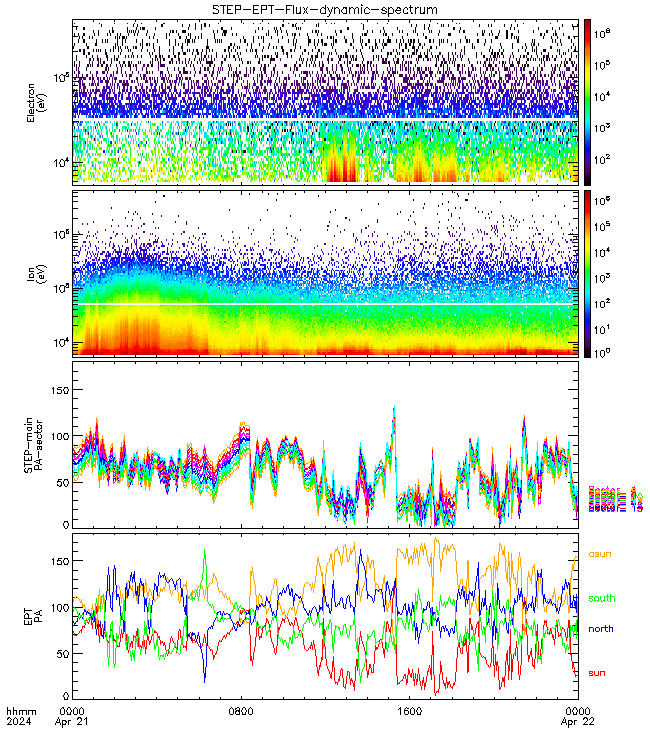 STEP-EPT-Flux-dynamic-spectrum
Electron
(eV)
10⁵
10⁴
10⁶
10⁵
10⁴
10³
10²
Ion
(eV)
10⁶
10⁵
10⁴
10⁶
10⁵
10⁴
10³
10²
10¹
10⁰
STEP-main
PA-sector
150
100
50
0
EPT
PA
150
100
50
0
asun
south
north
sun
hhmm
2024
0000
Apr 21
0800
1600
0000
Apr 22